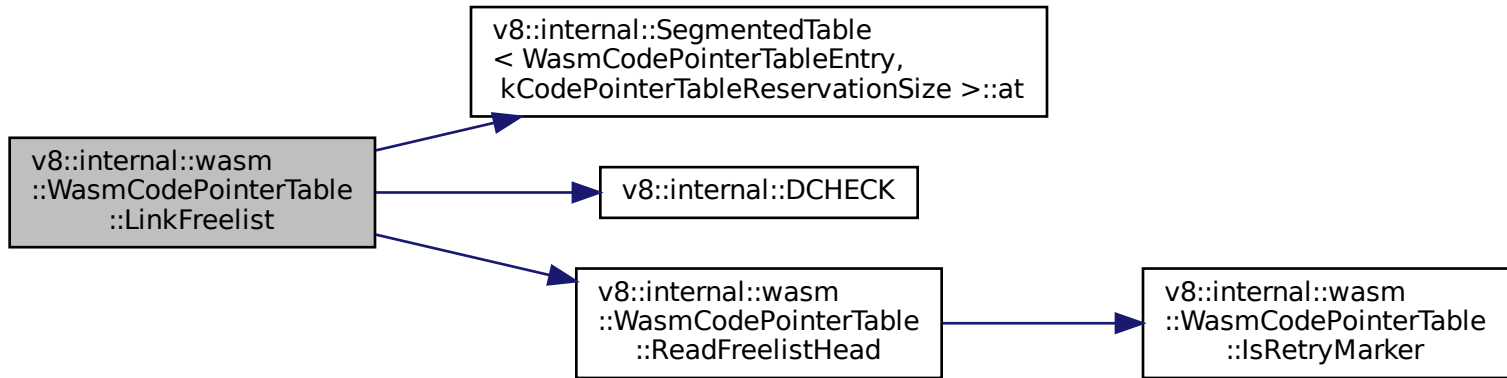 v8::internal::SegmentedTable
< WasmCodePointerTableEntry,
 kCodePointerTableReservationSize >::at
v8::internal::wasm
::WasmCodePointerTable
::LinkFreelist
v8::internal::DCHECK
v8::internal::wasm
::WasmCodePointerTable
::ReadFreelistHead
v8::internal::wasm
::WasmCodePointerTable
::IsRetryMarker